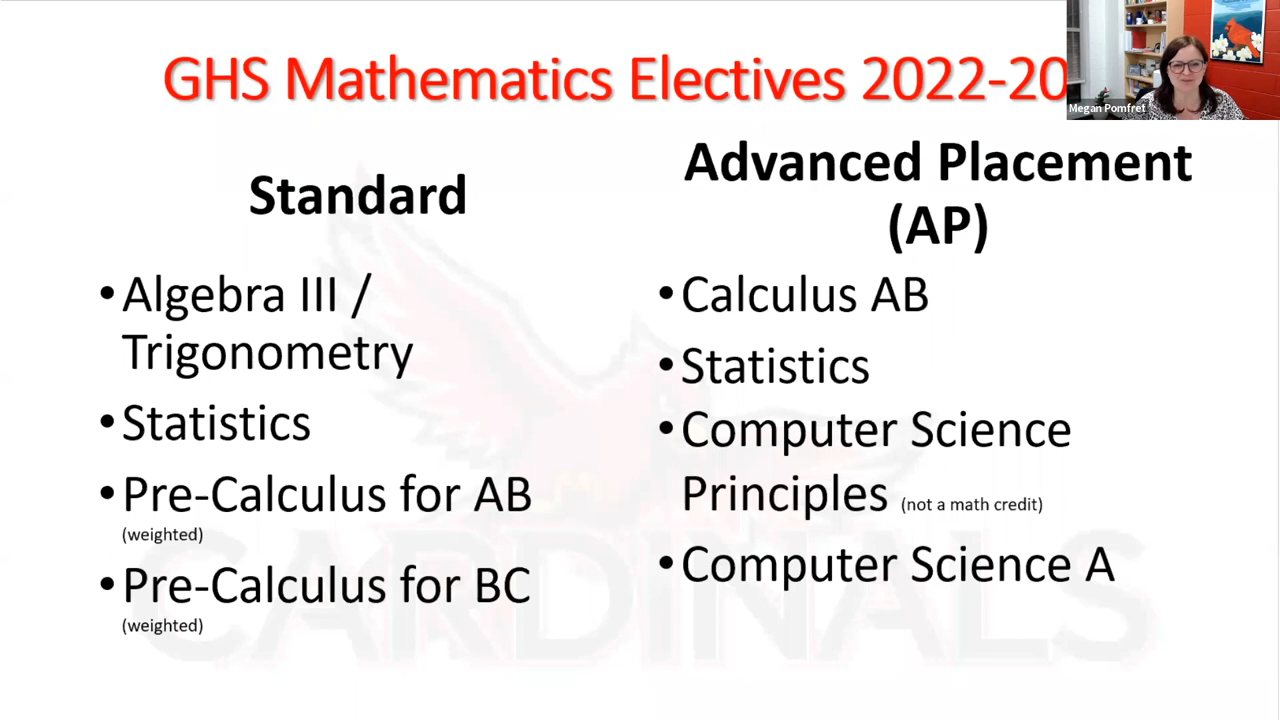 GHS Mathematics Electives 2022-20
Megan Pomfret
Standard
•Algebra III /
Trigonometry
•Statistics
•Pre-Calculus for AB
(weighted)
•Pre-Calculus for BC
(weighted)
Advanced Placement
(AP)
•Calculus AB
•Statistics
•Computer Science
Principles (not a math credit)
•Computer Science A
CARDINALS